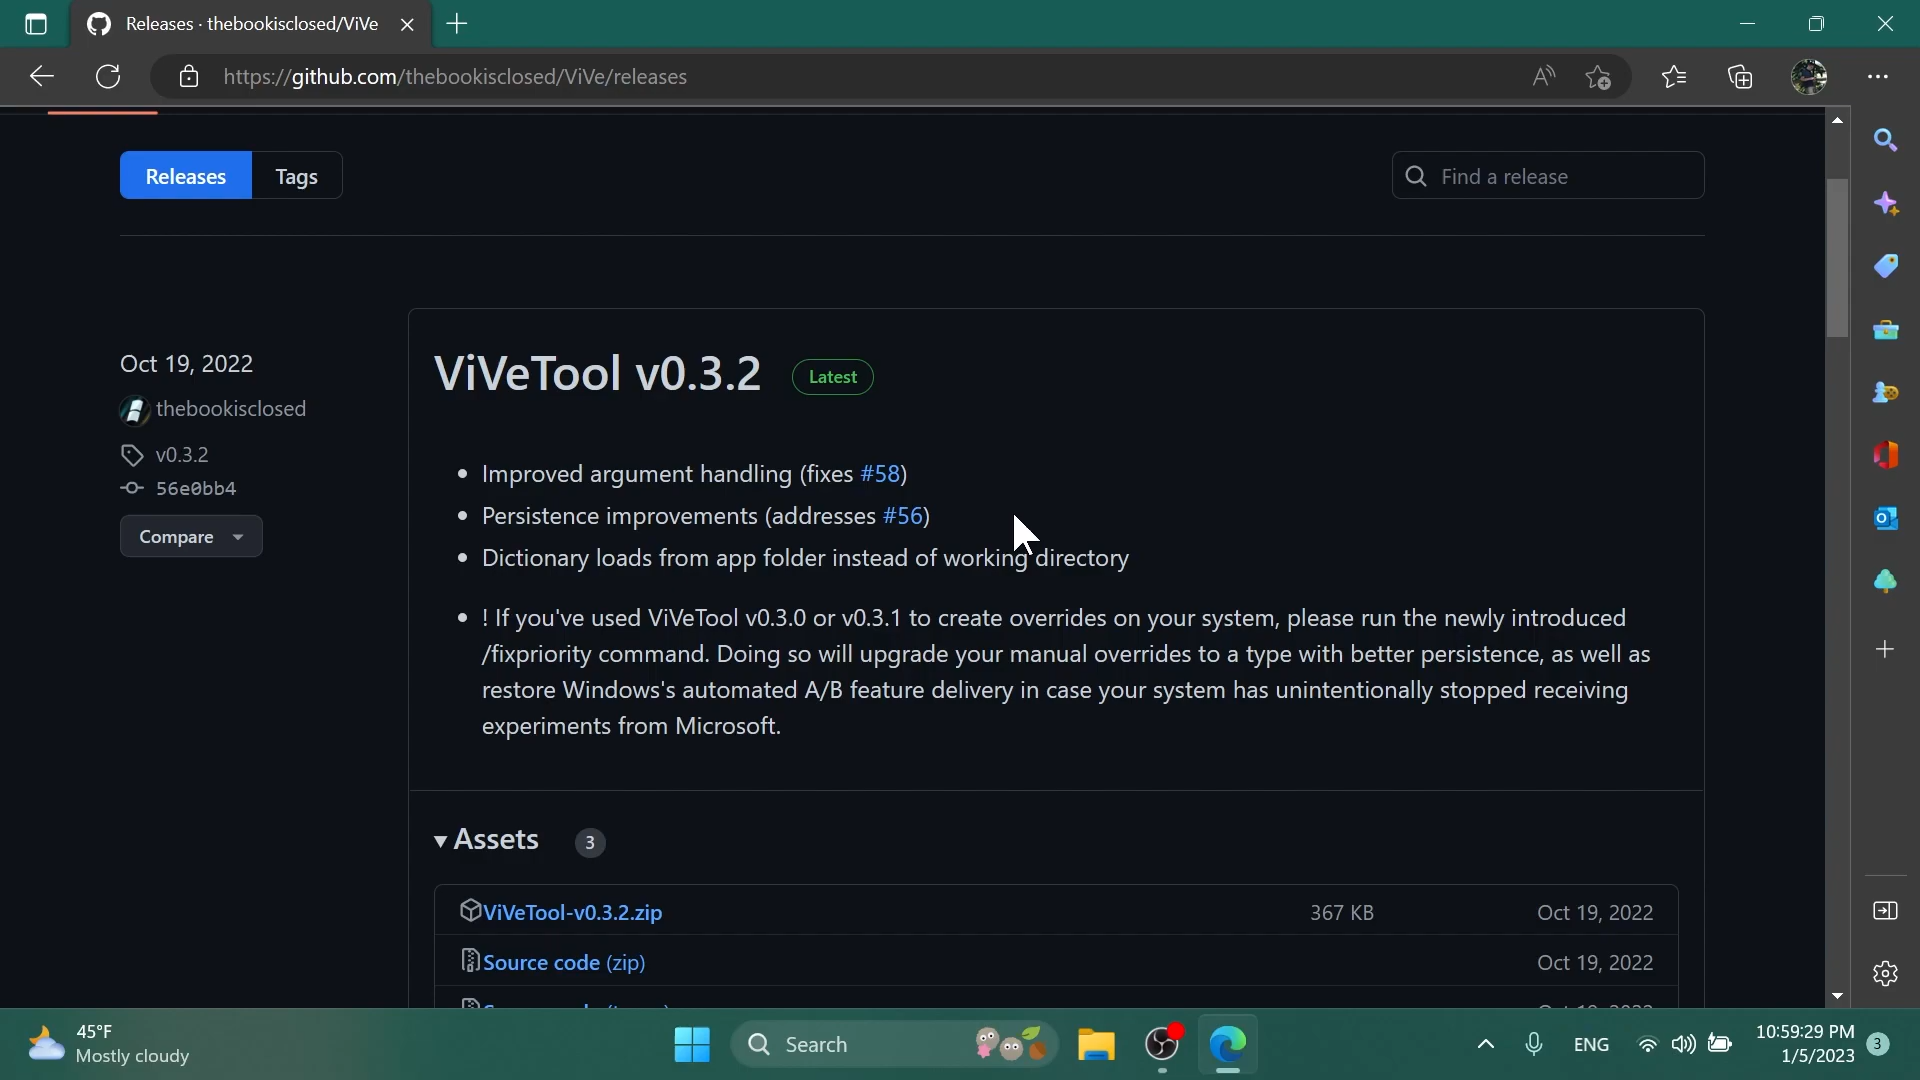 Releases · thebookisclosed/ViVe
https://github.com/thebookisclosed/ViVe/releases
Releases
Tags
Find a release
Oct 19, 2022
thebookisclosed
v0.3.2
56e0bb4
Compare
ViVeTool v0.3.2
Latest
Improved argument handling (fixes #58)
Persistence improvements (addresses #56)
Dictionary loads from app folder instead of working directory
! If you've used ViVeTool v0.3.0 or v0.3.1 to create overrides on your system, please run the newly introduced
/fixpriority command. Doing so will upgrade your manual overrides to a type with better persistence, as well as
restore Windows's automated A/B feature delivery in case your system has unintentionally stopped receiving
experiments from Microsoft.
Assets 3
ViVeTool-v0.3.2.zip 367 KB Oct 19, 2022
Source code (zip) Oct 19, 2022
45°F
Mostly cloudy
Search
ENG
10:59:29 PM
1/5/2023
3